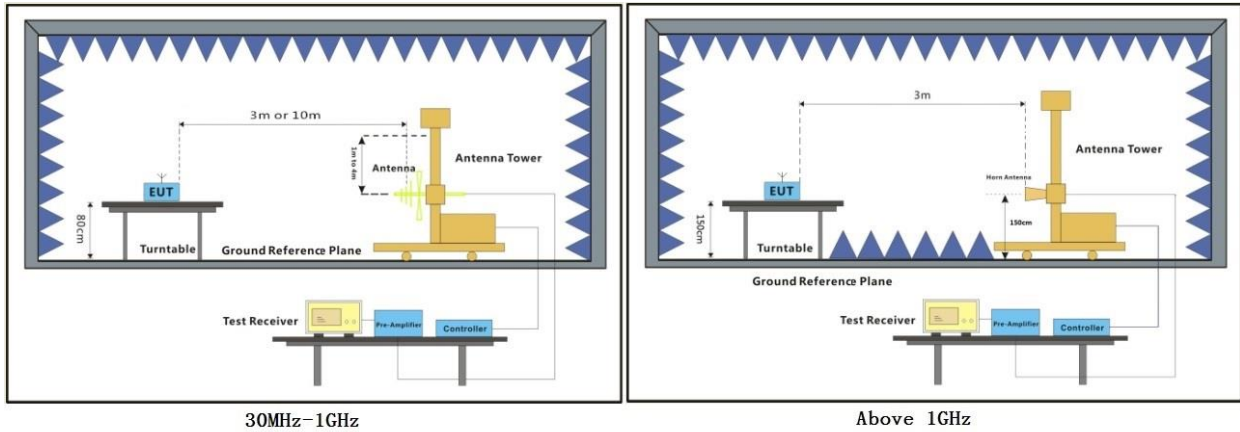 3m or 10m
1m to 4m
Antenna
Antenna Tower
EUT
80cm
Turntable
Ground Reference Plane
Test Receiver
Pre-Amplifier
Controller
30MHz-1GHz
3m
Antenna Tower
Horn Antenna
EUT
150cm
150cm
Turntable
Ground Reference Plane
Test Receiver
Pre-Amplifier
Controller
Above 1GHz